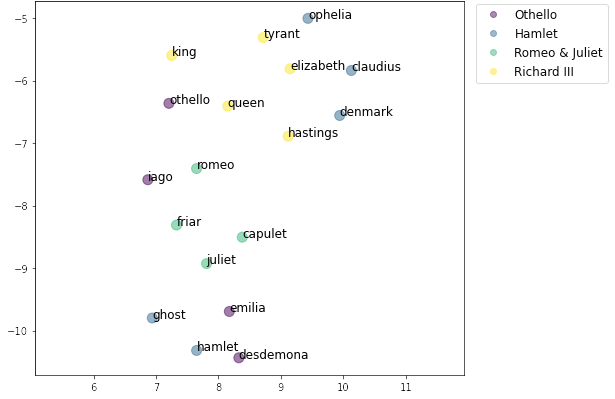 −5
−6
−7
−8
−9
−10
6
7
8
9
10
11
ophelia
tyrant
king
elizabeth
claudius
othello
queen
denmark
hastings
romeo
iago
friar
capulet
juliet
emilia
ghost
hamlet
desdemona
Othello
Hamlet
Romeo & Juliet
Richard III